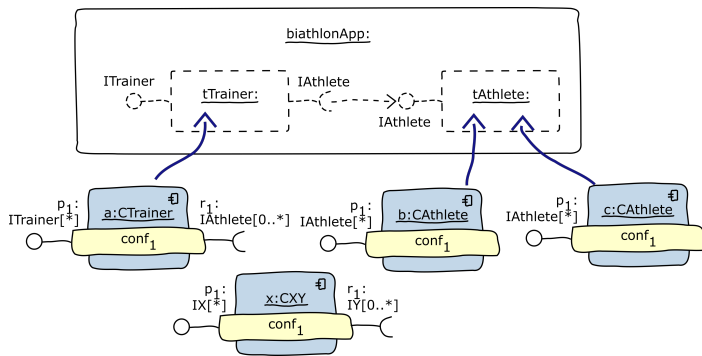 biathlonApp:
ITrainer
tTrainer:
IAthlete
IAthlete
tAthlete:
p1:
ITrainer[*]
a:CTrainer
conf1
r1:
IAthlete[0..*]
p1:
IAthlete[*]
b:CAthlete
conf1
p1:
IAthlete[*]
c:CAthlete
conf1
p1:
IX[*]
x:CXY
conf1
r1:
IY[0..*]